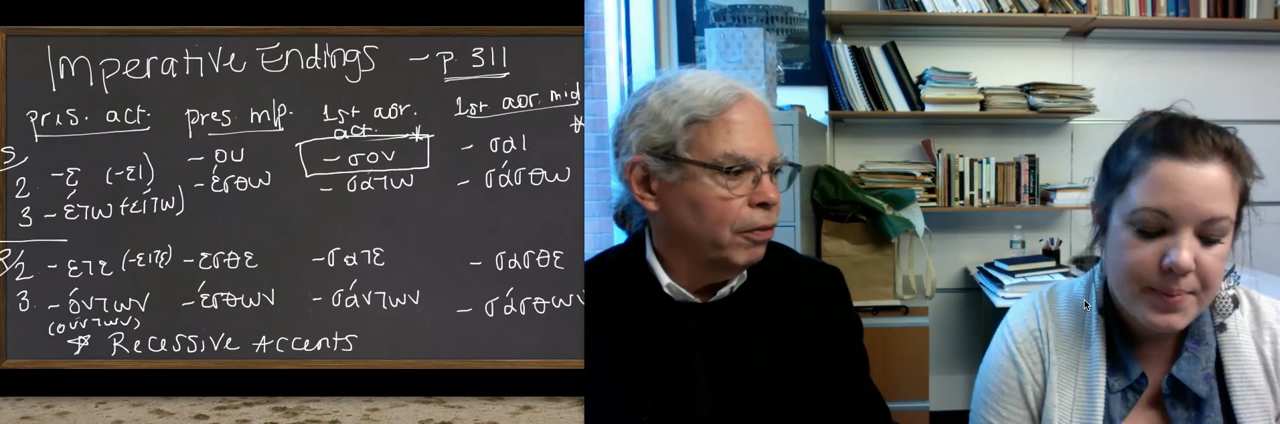 Imperative Endings - p. 311
pres. act. pres m/p. 1st aor. act. * 1st aor. mid *
S
2 -ε (-ει) -ου -σον -σαι
3 -έτω (-είτω) -έσθω -σάτω -σάσθω
P/2 -ετε (-ειτε) -εσθε -σατε -σασθε
3. -όντων -έσθων -σάντων -σάσθων
(ούντων)
* Recessive Accents